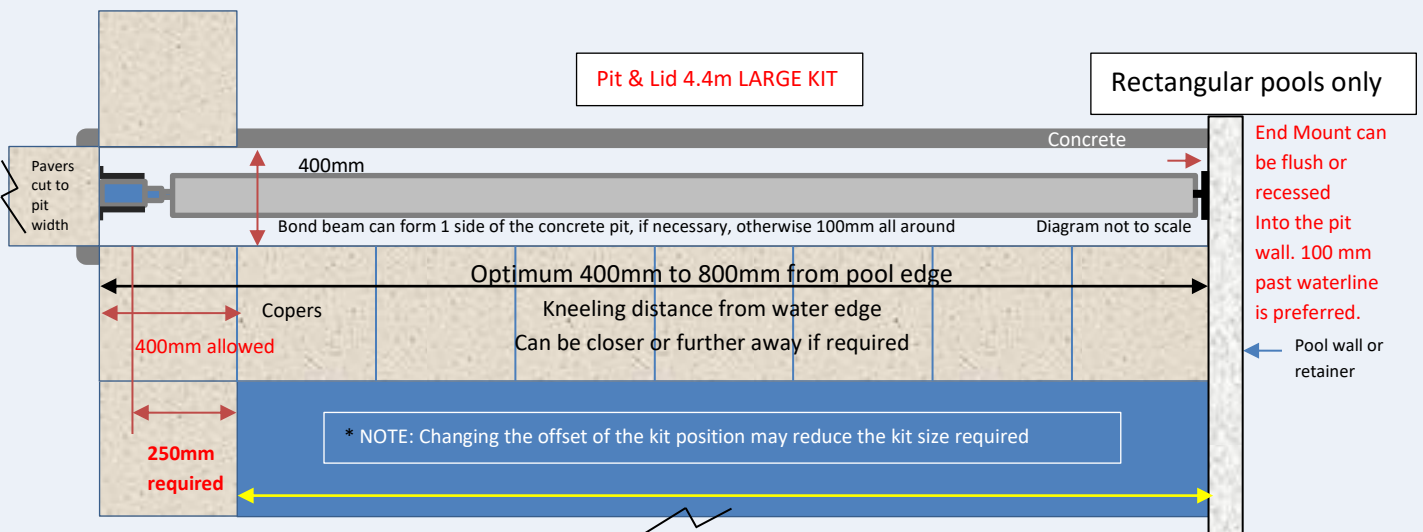 Pit & Lid 4.4m LARGE KIT
Rectangular pools only
Concrete
End Mount can
be flush or
recessed
Into the pit
wall. 100 mm
past waterline
is preferred.
Pavers
cut to
pit
width
400mm
Bond beam can form 1 side of the concrete pit, if necessary, otherwise 100mm all around
Diagram not to scale
Optimum 400mm to 800mm from pool edge
Copers
Kneeling distance from water edge
400mm allowed
Can be closer or further away if required
Pool wall or
retainer
* NOTE: Changing the offset of the kit position may reduce the kit size required
250mm
required